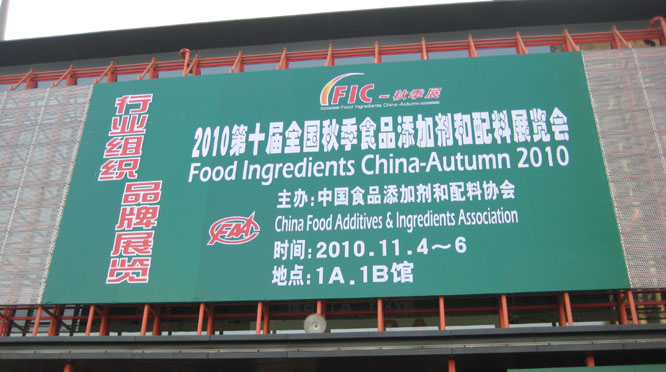 行业组织 品牌展览
FIC-秋季展
Food Ingredients China-Autumn
2010第十届全国秋季食品添加剂和配料展览会
Food Ingredients China-Autumn 2010
主办:中国食品添加剂和配料协会
CFAA
China Food Additives & Ingredients Association
时间:2010.11.4～6
地点:1A.1B馆